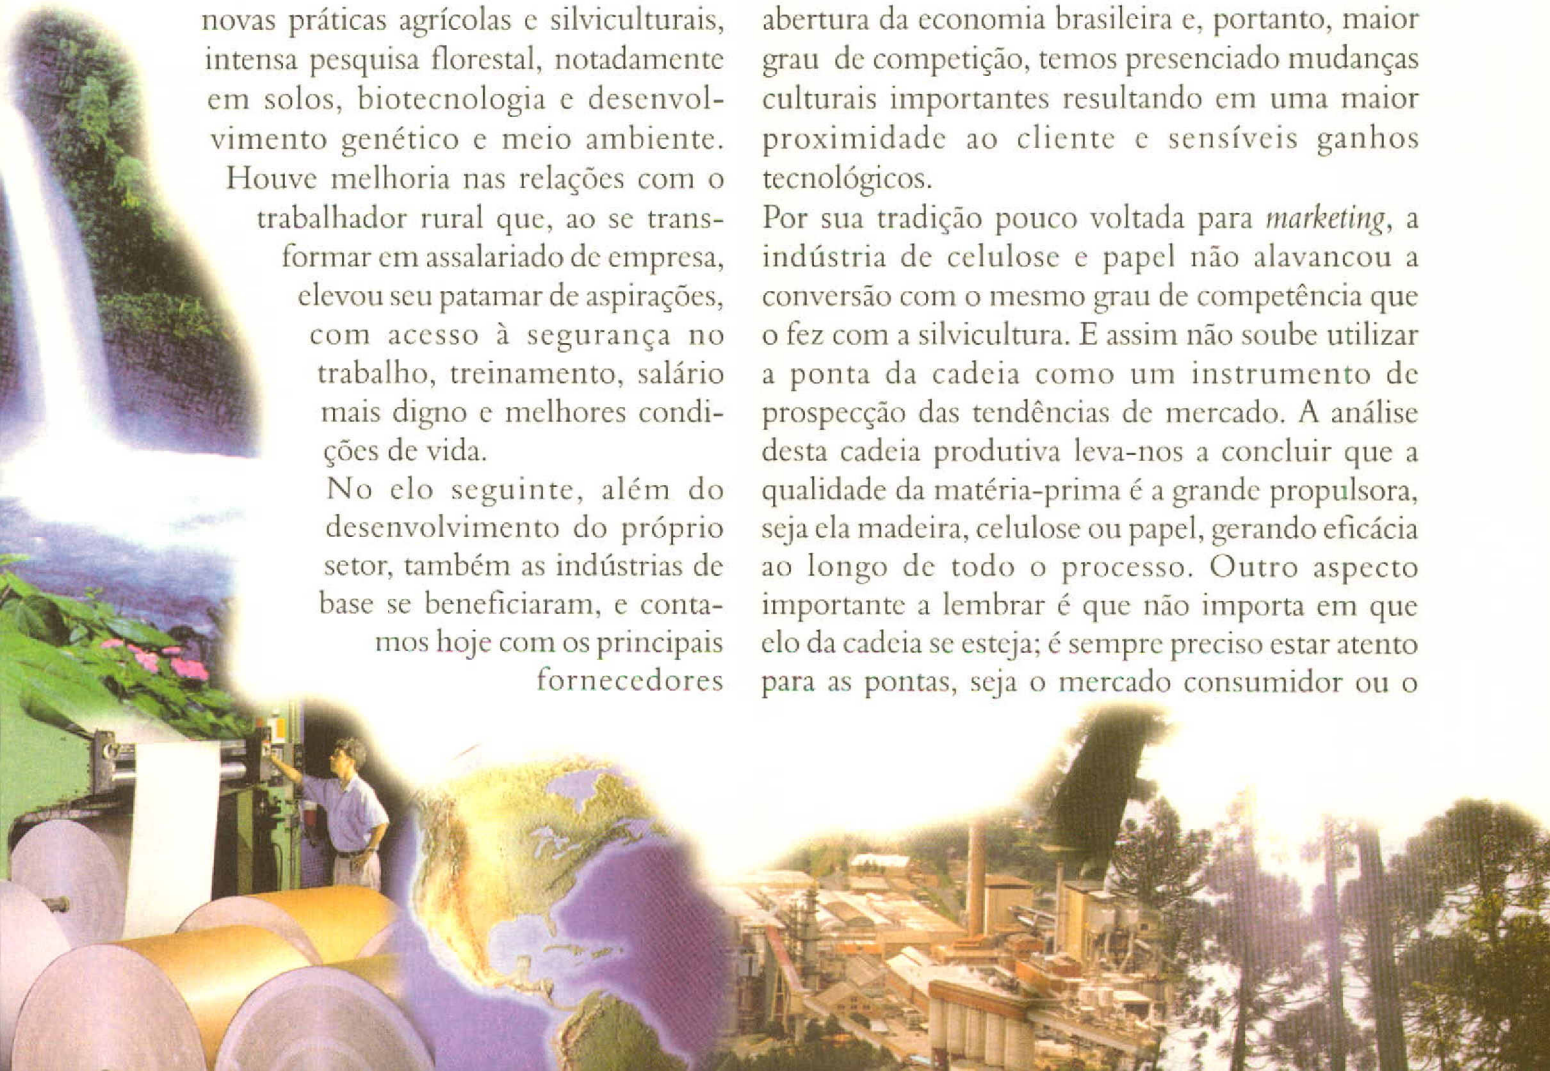 novas práticas agrícolas e silviculturais,
intensa pesquisa florestal, notadamente
em solos, biotecnologia e desenvol-
vimento genético e meio ambiente.
Houve melhoria nas relações com o
trabalhador rural que, ao se trans-
formar em assalariado de empresa,
elevou seu patamar de aspirações,
com acesso à segurança no
trabalho, treinamento, salário
mais digno e melhores condi-
ções de vida.
No elo seguinte, além do
desenvolvimento do próprio
setor, também as indústrias de
base se beneficiaram, e conta-
mos hoje com os principais
fornecedores
abertura da economia brasileira e, portanto, maior
grau de competição, temos presenciado mudanças
culturais importantes resultando em uma maior
proximidade ao cliente e sensíveis ganhos
tecnológicos.
Por sua tradição pouco voltada para marketing, a
indústria de celulose e papel não alavancou a
conversão com o mesmo grau de competência que
o fez com a silvicultura. E assim não soube utilizar
a ponta da cadeia como um instrumento de
prospecção das tendências de mercado. A análise
desta cadeia produtiva leva-nos a concluir que a
qualidade da matéria-prima é a grande propulsora,
seja ela madeira, celulose ou papel, gerando eficácia
ao longo de todo o processo. Outro aspecto
importante a lembrar é que não importa em que
elo da cadeia se esteja; é sempre preciso estar atento
para as pontas, seja o mercado consumidor ou o